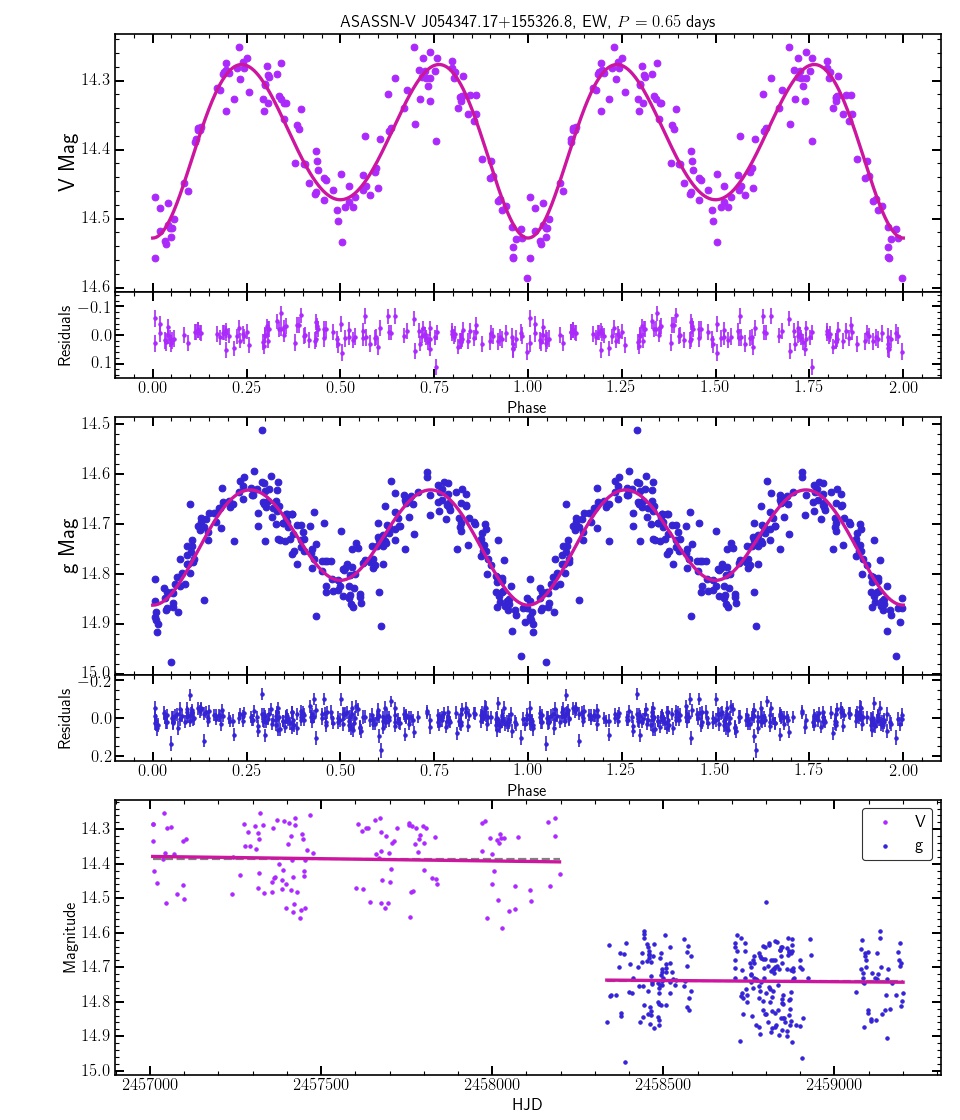 ASASSN-V J054347.17+155326.8, EW, P = 0.65 days
V Mag
14.3
14.4
14.5
14.6
Residuals
−0.1
0.0
0.1
0.00 0.25 0.50 0.75 1.00 1.25 1.50 1.75 2.00
Phase
g Mag
14.5
14.6
14.7
14.8
14.9
15.0
Residuals
−0.2
0.0
0.2
0.00 0.25 0.50 0.75 1.00 1.25 1.50 1.75 2.00
Phase
Magnitude
14.3
14.4
14.5
14.6
14.7
14.8
14.9
15.0
V
g
2457000 2457500 2458000 2458500 2459000
HJD